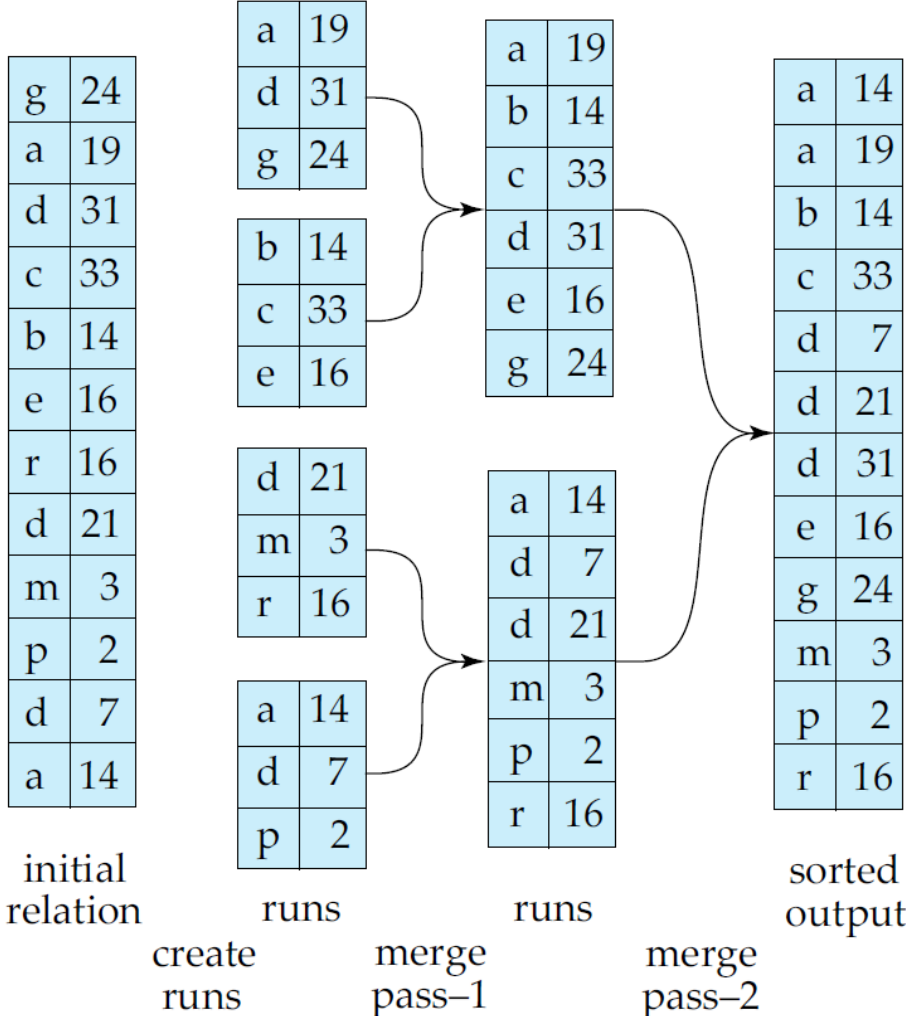 g 24
a 19
d 31
c 33
b 14
e 16
r 16
d 21
m 3
p 2
d 7
a 14
initial
relation
create
runs
a 19
d 31
g 24
b 14
c 33
e 16
d 21
m 3
r 16
a 14
d 7
p 2
runs
merge
pass–1
a 19
b 14
c 33
d 31
e 16
g 24
a 14
d 7
d 21
m 3
p 2
r 16
runs
merge
pass–2
a 14
a 19
b 14
c 33
d 7
d 21
d 31
e 16
g 24
m 3
p 2
r 16
sorted
output